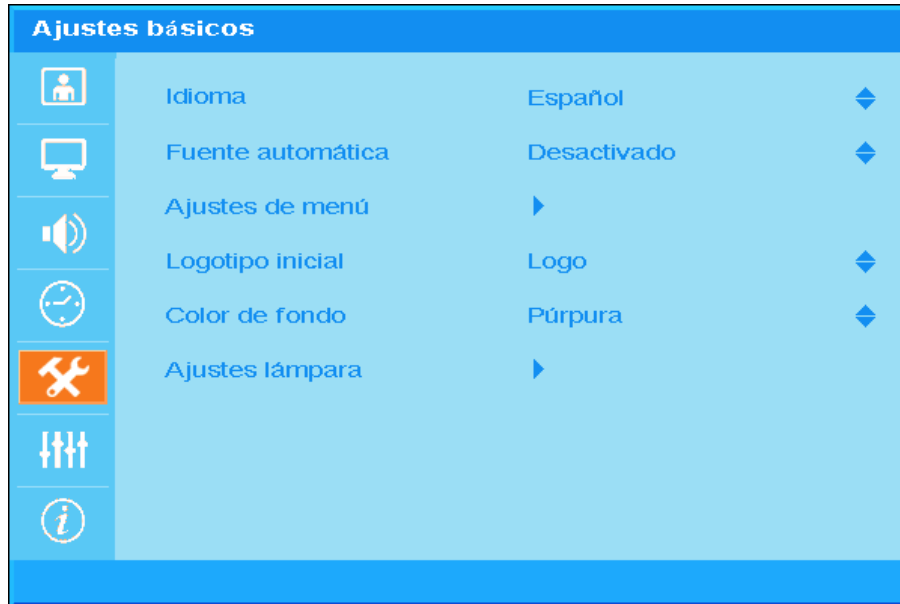 Ajustes básicos
Idioma Español
Fuente automática Desactivado
Ajustes de menú
Logotipo inicial Logo
Color de fondo Púrpura
Ajustes lámpara